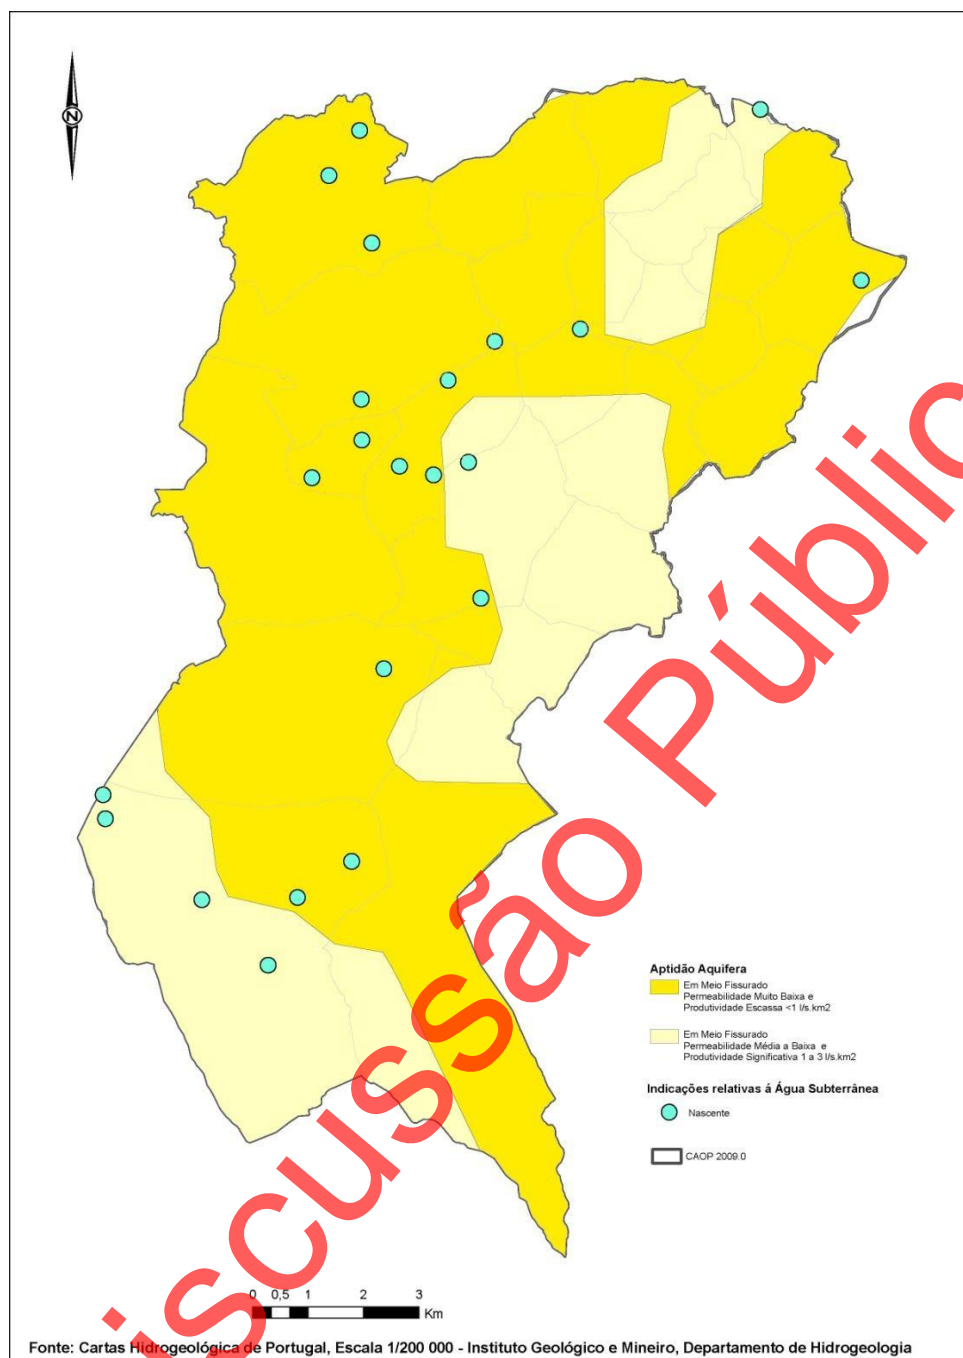 N
Aptidão Aquifera
Em Meio Fissurado
Permeabilidade Muito Baixa e
Produtividade Escassa <1 l/s.km2
Em Meio Fissurado
Permeabilidade Média a Baixa e
Produtividade Significativa 1 a 3 l/s.km2
Indicações relativas á Água Subterrânea
Nascente
CAOP 2009.0
0 0,5 1 2 3
Km
Fonte: Cartas Hidrogeológica de Portugal, Escala 1/200 000 - Instituto Geológico e Mineiro, Departamento de Hidrogeologia
iscussão Públic